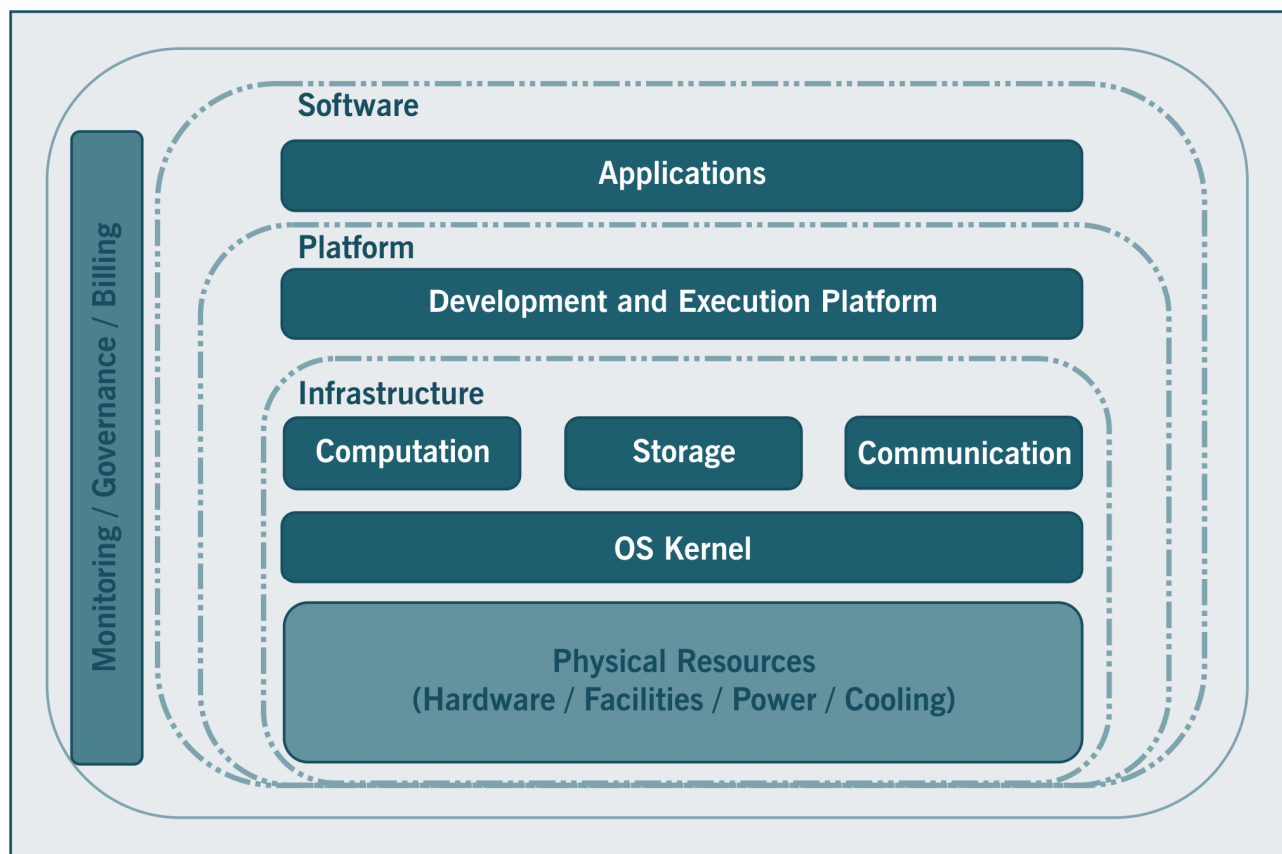 Software
Applications
Platform
Development and Execution Platform
Infrastructure
Computation
Storage
Communication
OS Kernel
Physical Resources
(Hardware / Facilities / Power / Cooling)
Monitoring / Governance / Billing